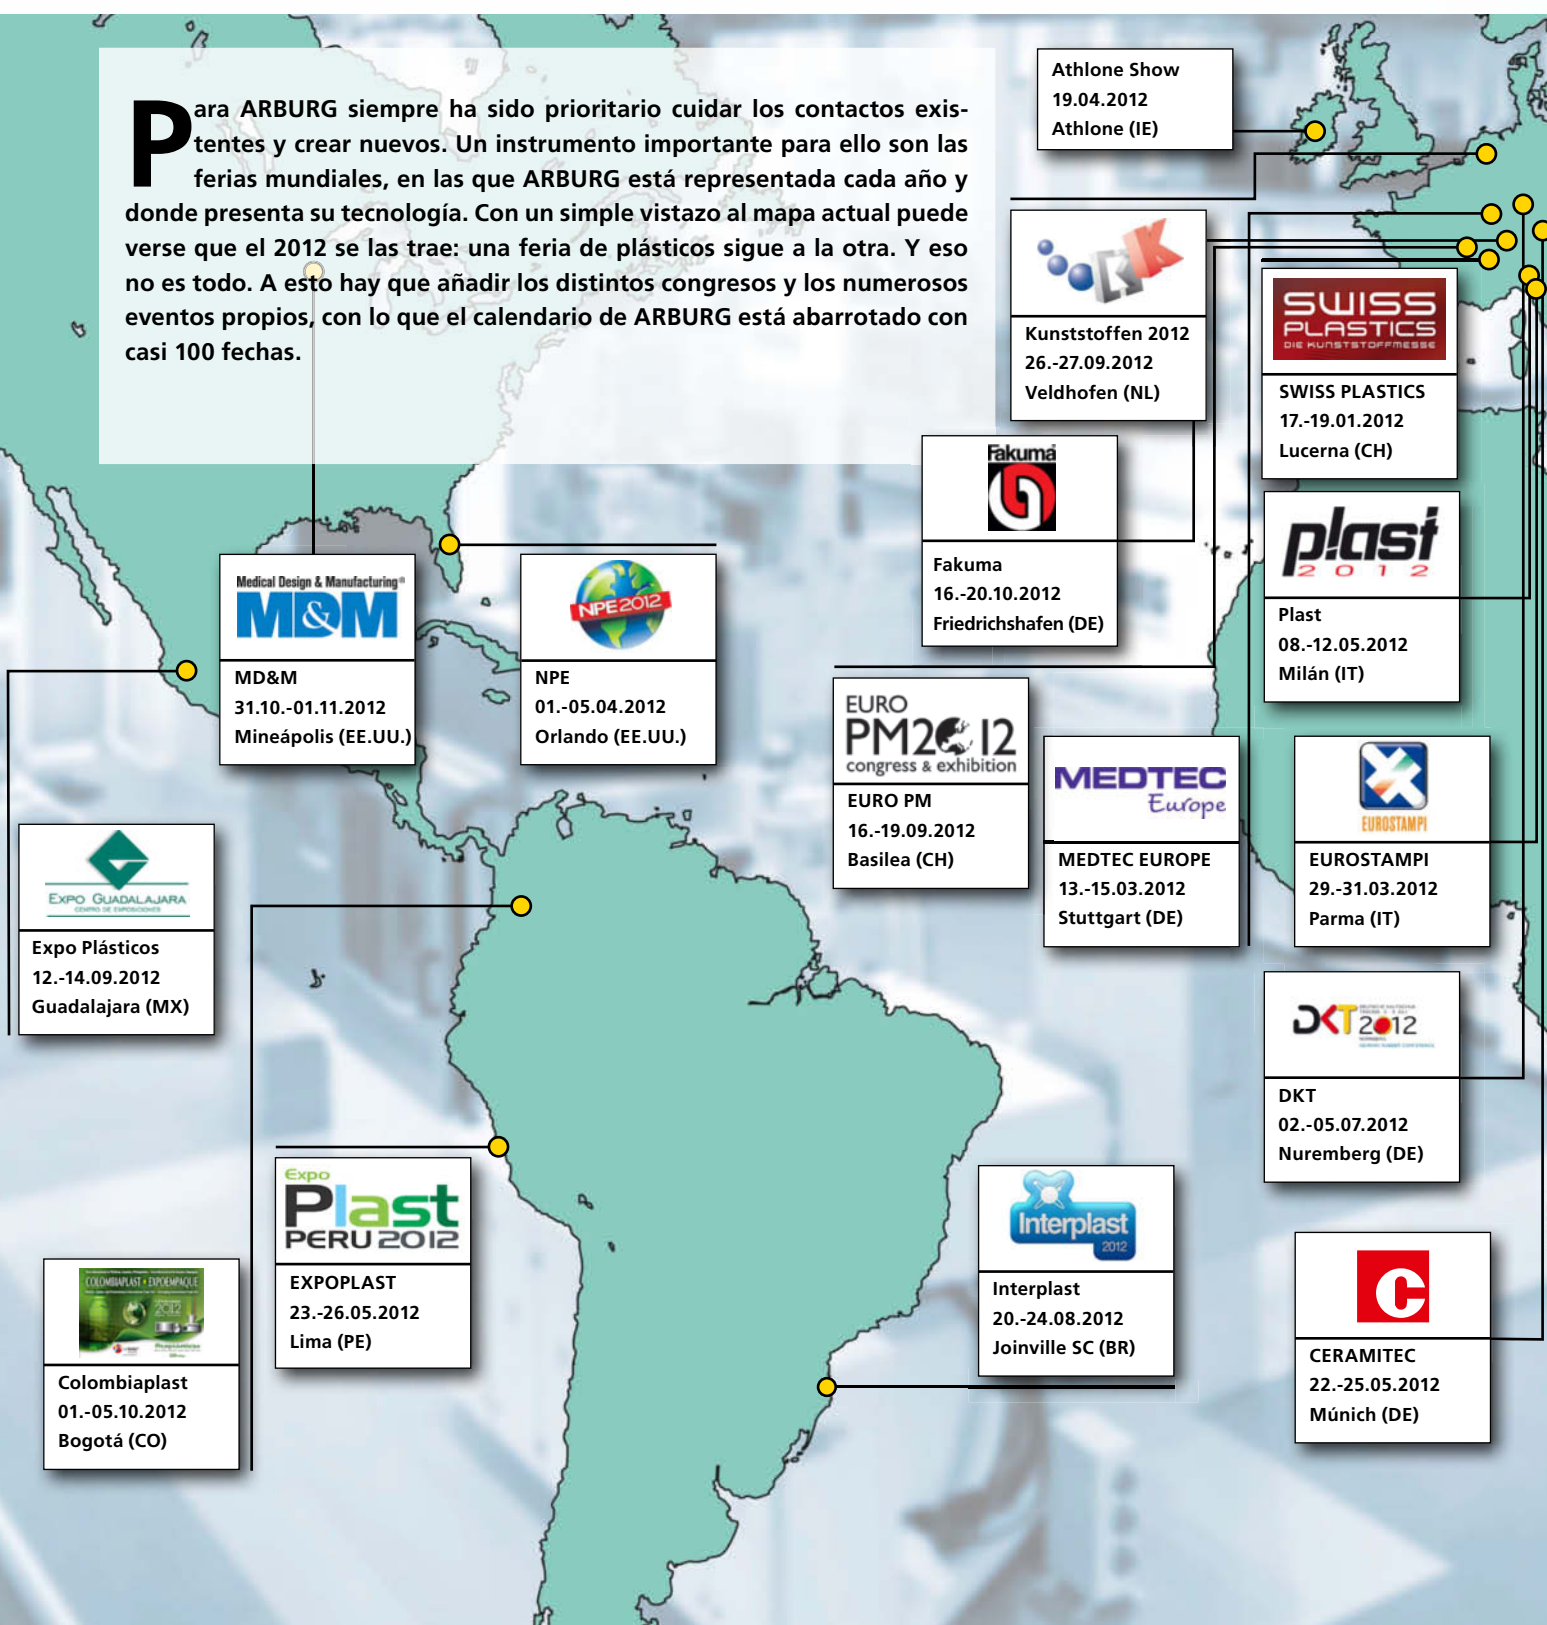 Para ARBURG siempre ha sido prioritario cuidar los contactos exis-
tentes y crear nuevos. Un instrumento importante para ello son las
ferias mundiales, en las que ARBURG está representada cada año y
donde presenta su tecnología. Con un simple vistazo al mapa actual puede
verse que el 2012 se las trae: una feria de plásticos sigue a la otra. Y eso
no es todo. A esto hay que añadir los distintos congresos y los numerosos
eventos propios, con lo que el calendario de ARBURG está abarrotado con
casi 100 fechas.
Athlone Show
19.04.2012
Athlone (IE)
Kunststoffen 2012
26.-27.09.2012
Veldhofen (NL)
SWISS
PLASTICS
DIE KUNSTSTOFFMESSE
SWISS PLASTICS
17.-19.01.2012
Lucerna (CH)
Fakuma
Fakuma
16.-20.10.2012
Friedrichshafen (DE)
plast
2012
Plast
08.-12.05.2012
Milán (IT)
Medical Design & Manufacturing®
MD&M
MD&M
31.10.-01.11.2012
Mineápolis (EE.UU.)
NPE2012
NPE
01.-05.04.2012
Orlando (EE.UU.)
EURO
PM2012
congress & exhibition
EURO PM
16.-19.09.2012
Basilea (CH)
MEDTEC
Europe
MEDTEC EUROPE
13.-15.03.2012
Stuttgart (DE)
EUROSTAMPI
EUROSTAMPI
29.-31.03.2012
Parma (IT)
EXPO GUADALAJARA
CENTRO DE EXPOSICIONES
Expo Plásticos
12.-14.09.2012
Guadalajara (MX)
DKT
2012
DKT
02.-05.07.2012
Nuremberg (DE)
Expo
Plast
PERU 2012
EXPOPLAST
23.-26.05.2012
Lima (PE)
Interplast
2012
Interplast
20.-24.08.2012
Joinville SC (BR)
COLOMBIAPLAST • EXPOEMPAQUE
2012
Colombiaplast
01.-05.10.2012
Bogotá (CO)
C
CERAMITEC
22.-25.05.2012
Múnich (DE)